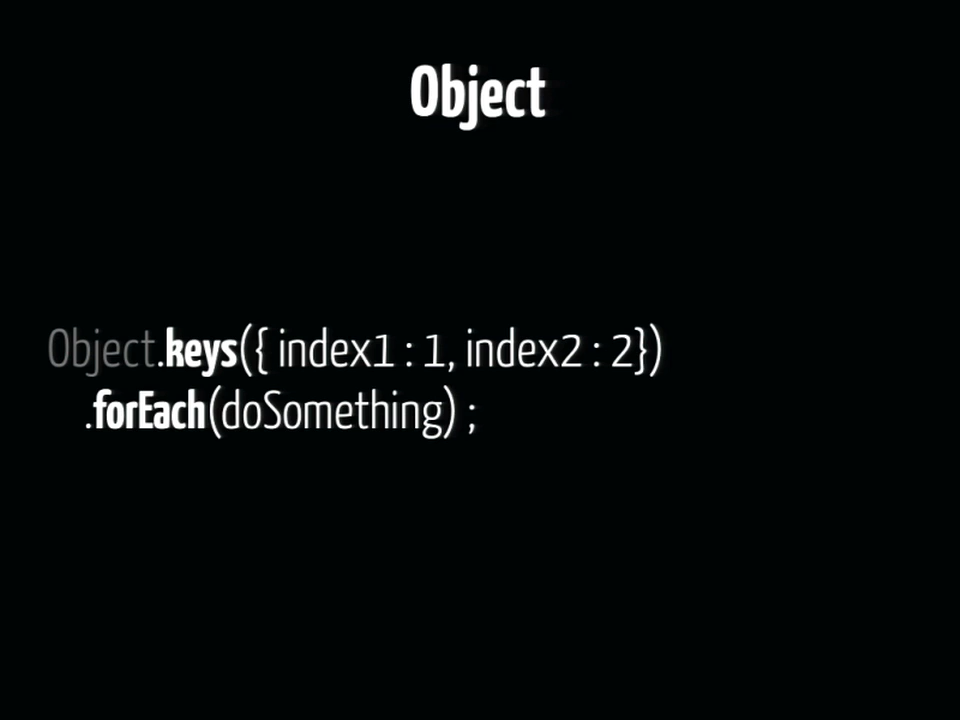 Object
Object.keys({ index1 : 1, index2 : 2})
.forEach(doSomething) ;